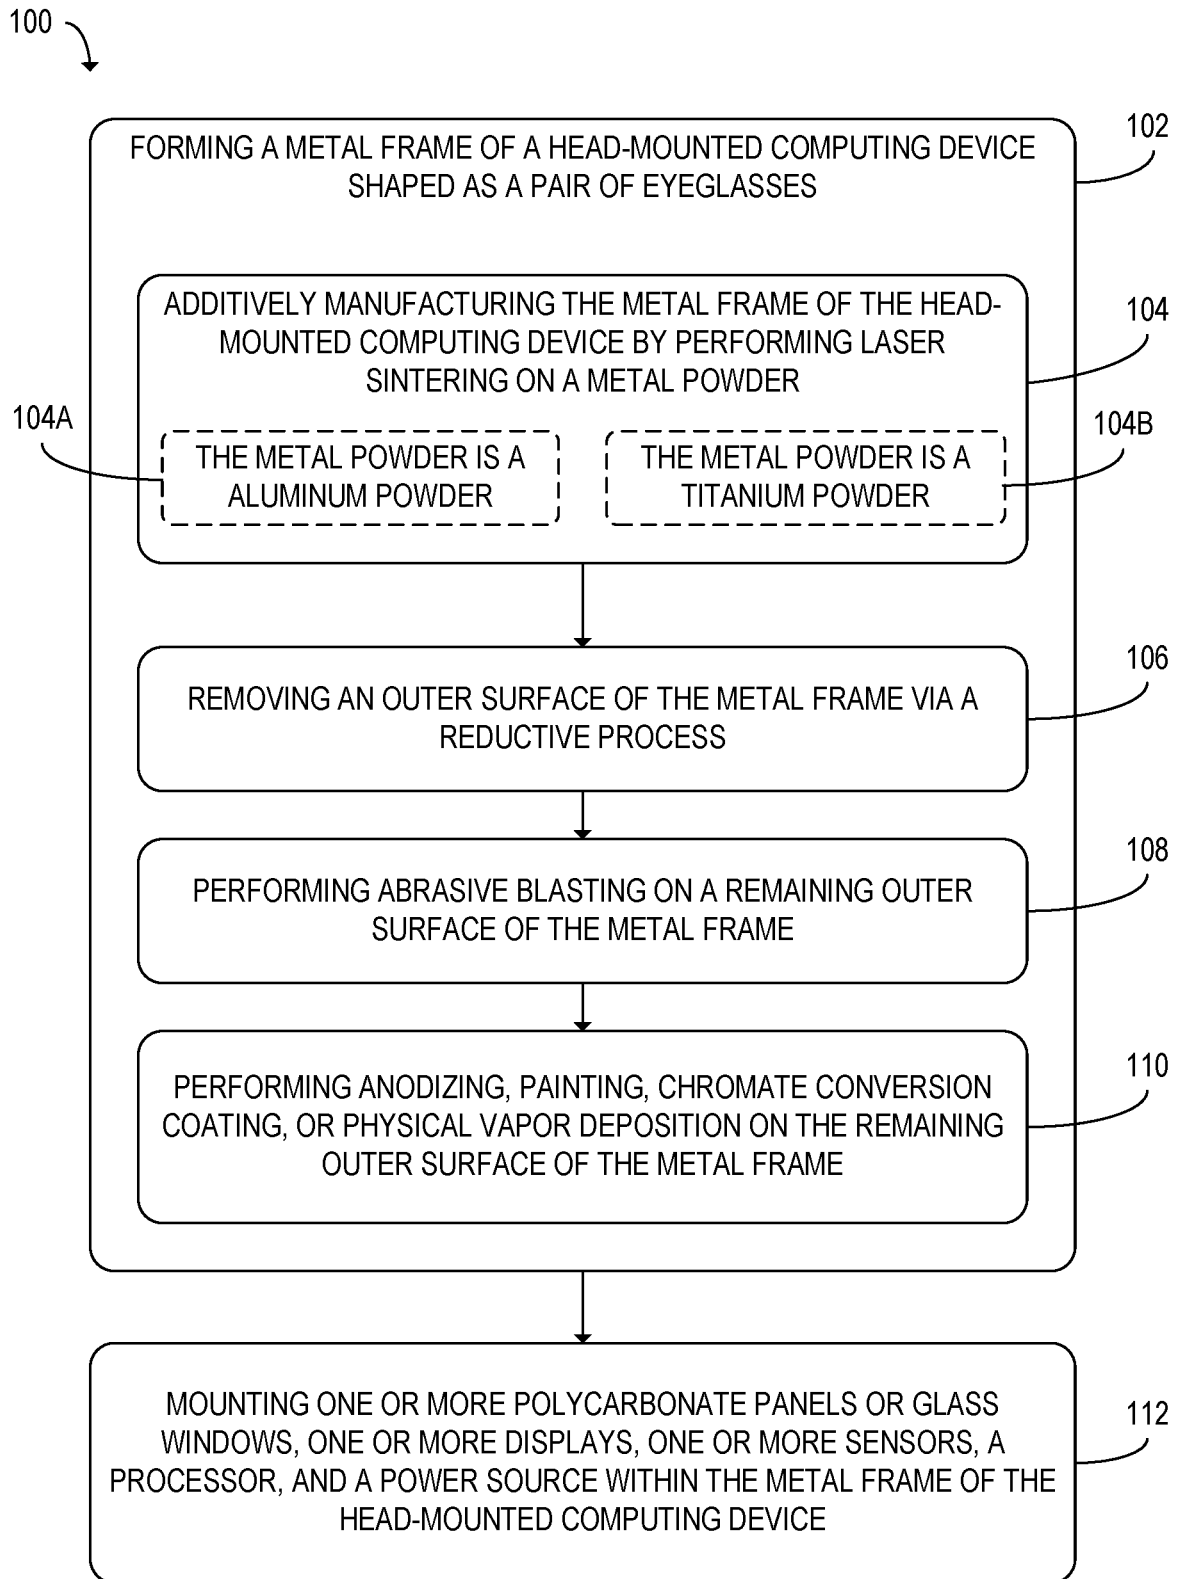 100
102
FORMING A METAL FRAME OF A HEAD-MOUNTED COMPUTING DEVICE
SHAPED AS A PAIR OF EYEGLASSES
104
ADDITIVELY MANUFACTURING THE METAL FRAME OF THE HEAD-
MOUNTED COMPUTING DEVICE BY PERFORMING LASER
SINTERING ON A METAL POWDER
104A
THE METAL POWDER IS A
ALUMINUM POWDER
104B
THE METAL POWDER IS A
TITANIUM POWDER
106
REMOVING AN OUTER SURFACE OF THE METAL FRAME VIA A
REDUCTIVE PROCESS
108
PERFORMING ABRASIVE BLASTING ON A REMAINING OUTER
SURFACE OF THE METAL FRAME
110
PERFORMING ANODIZING, PAINTING, CHROMATE CONVERSION
COATING, OR PHYSICAL VAPOR DEPOSITION ON THE REMAINING
OUTER SURFACE OF THE METAL FRAME
112
MOUNTING ONE OR MORE POLYCARBONATE PANELS OR GLASS
WINDOWS, ONE OR MORE DISPLAYS, ONE OR MORE SENSORS, A
PROCESSOR, AND A POWER SOURCE WITHIN THE METAL FRAME OF THE
HEAD-MOUNTED COMPUTING DEVICE